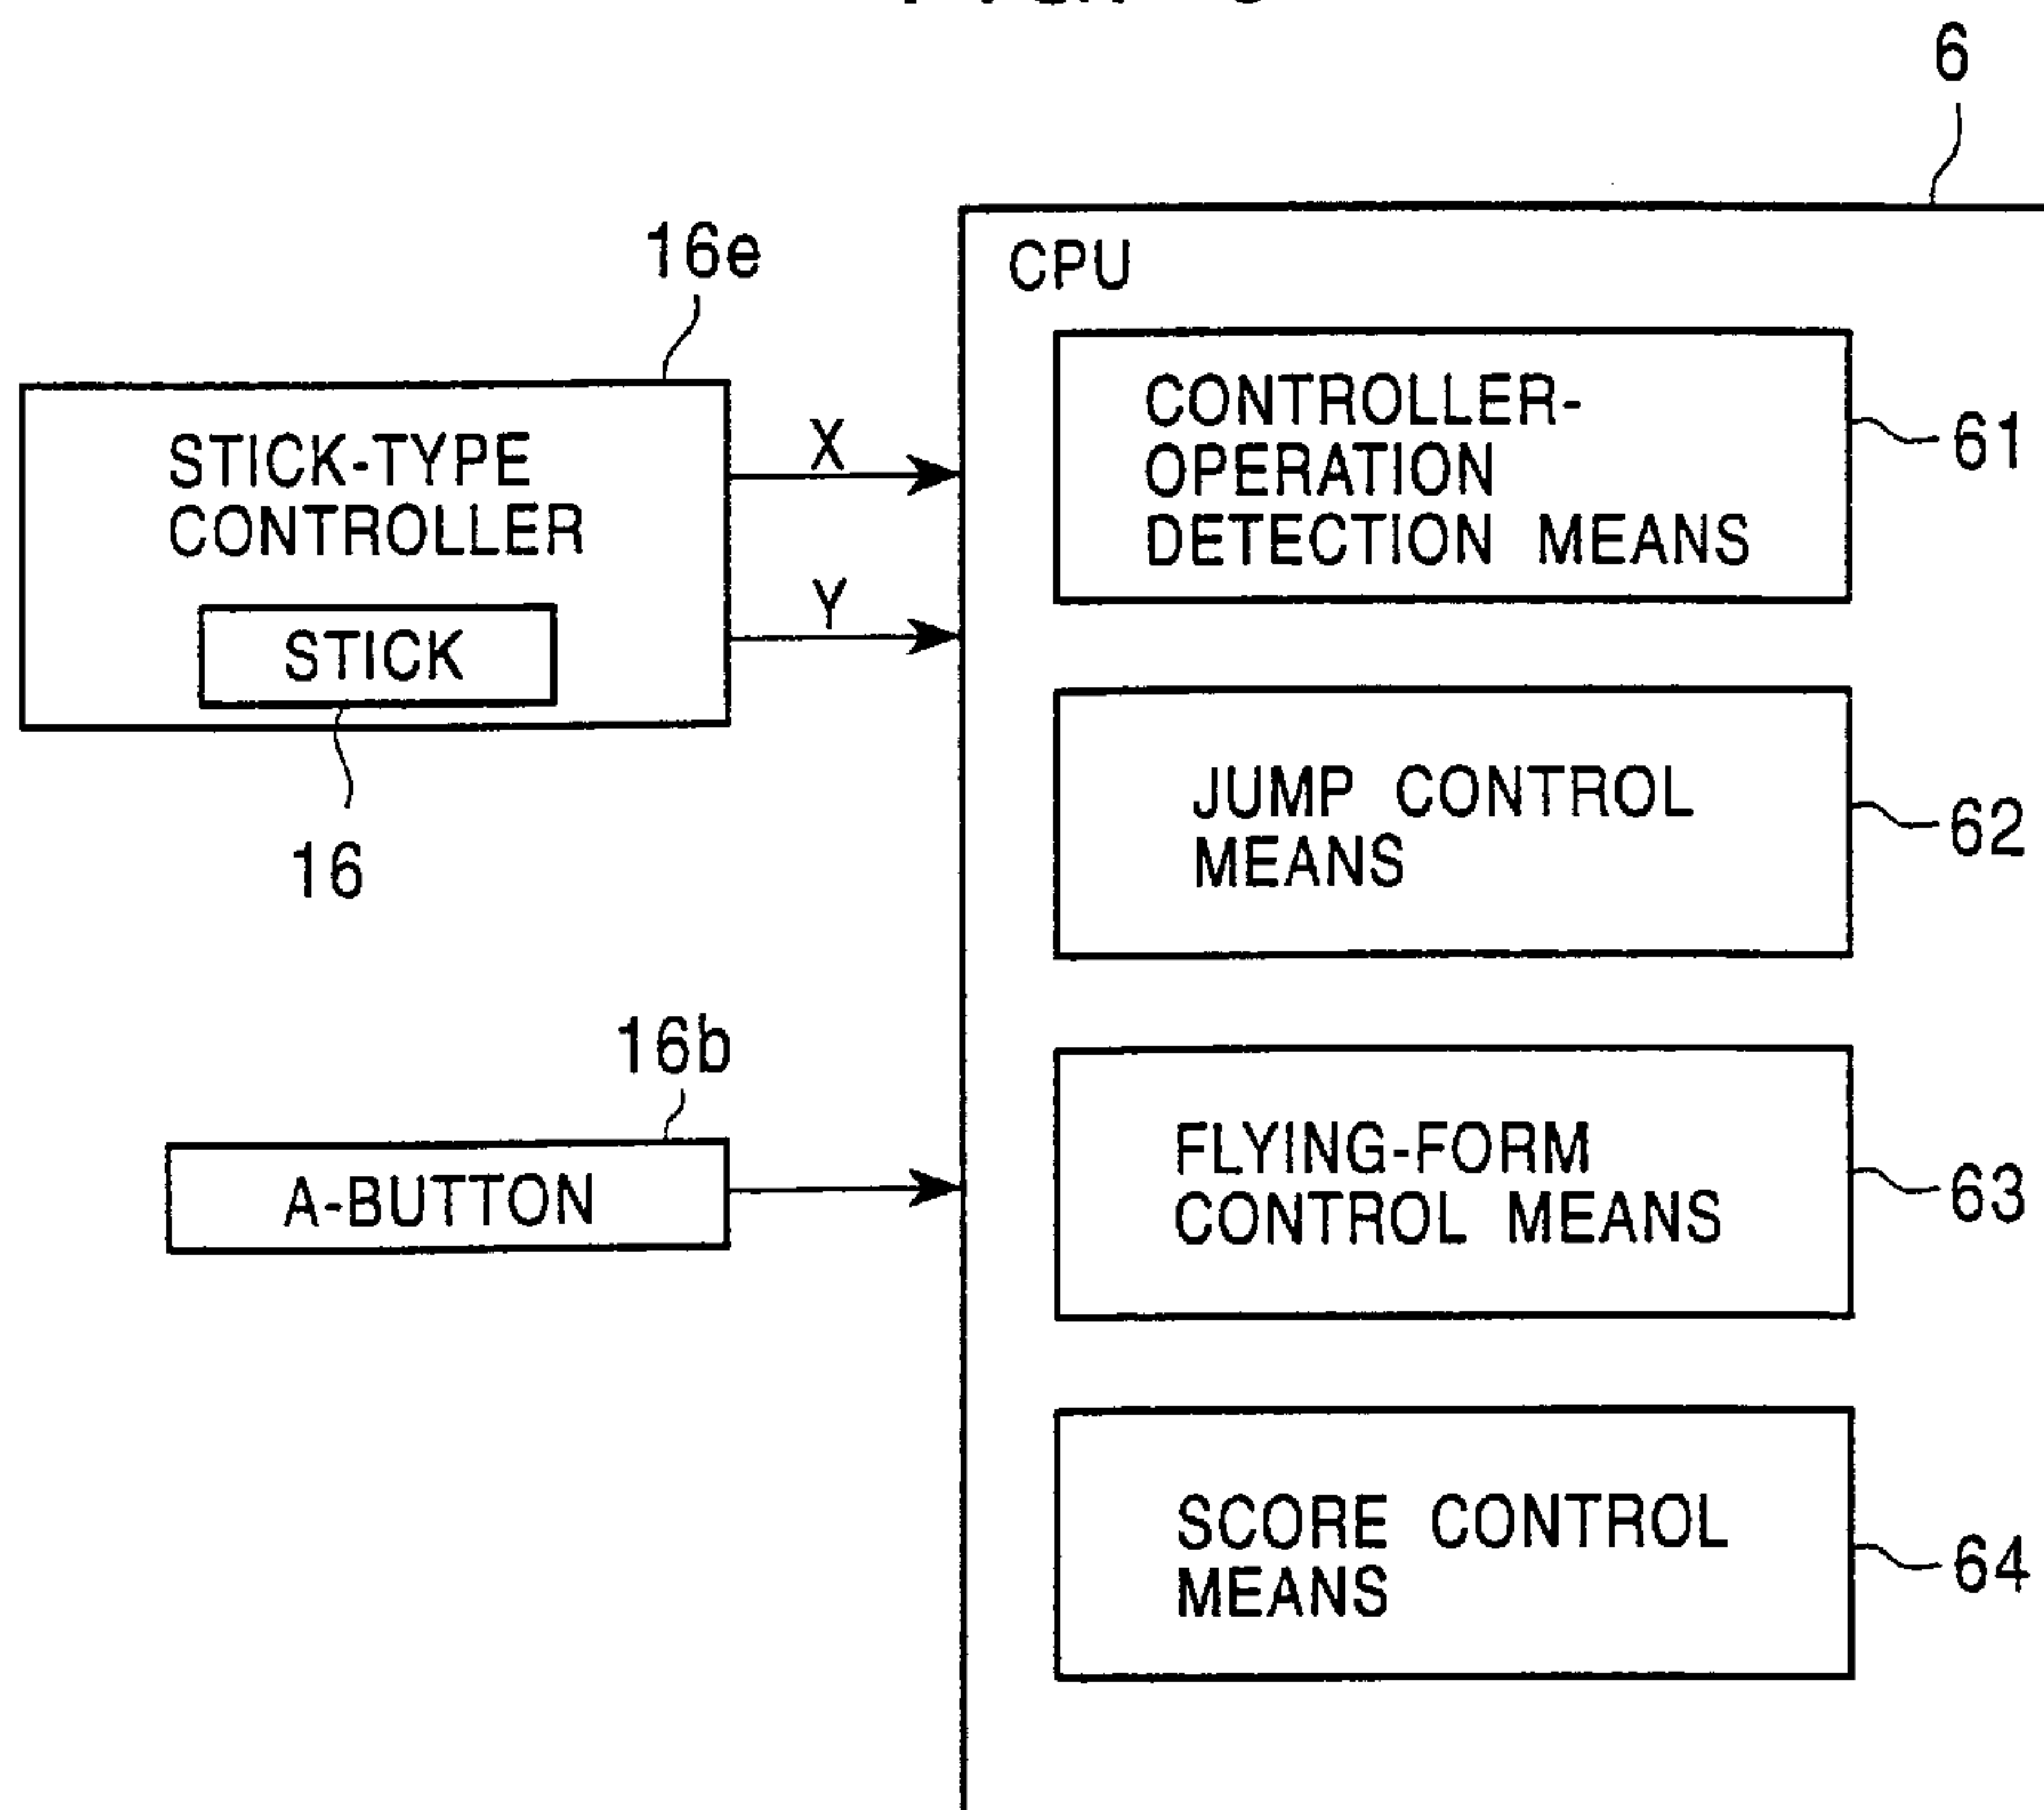 6
16e
CPU
STICK-TYPE
CONTROLLER
STICK
16
X
Y
CONTROLLER-
OPERATION
DETECTION MEANS
61
JUMP CONTROL
MEANS
62
16b
A-BUTTON
FLYING-FORM
CONTROL MEANS
63
SCORE CONTROL
MEANS
64